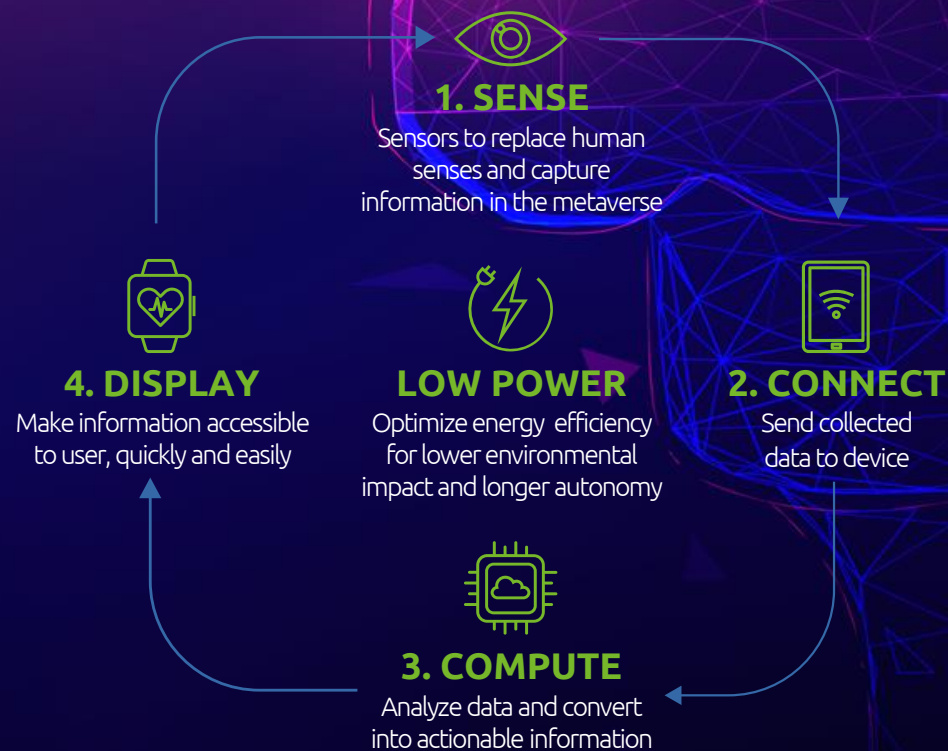 1. SENSE
Sensors to replace human
senses and capture
information in the metaverse
4. DISPLAY
Make information accessible
to user, quickly and easily
LOW POWER
Optimize energy efficiency
for lower environmental
impact and longer autonomy
2. CONNECT
Send collected
data to device
3. COMPUTE
Analyze data and convert
into actionable information